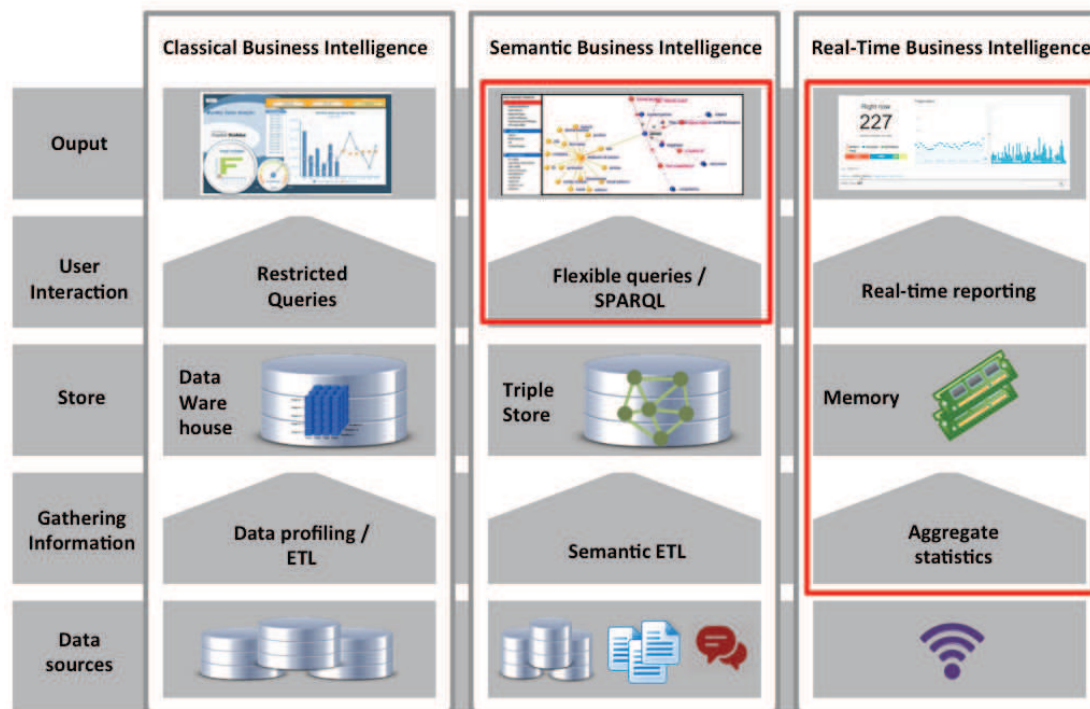 Classical Business Intelligence
Semantic Business Intelligence
Real-Time Business Intelligence
Ouput
Right now
227
User
Interaction
Restricted
Queries
Flexible queries /
SPARQL
Real-time reporting
Store
Data
Ware
house
Triple
Store
Memory
Gathering
Information
Data profiling /
ETL
Semantic ETL
Aggregate
statistics
Data
sources